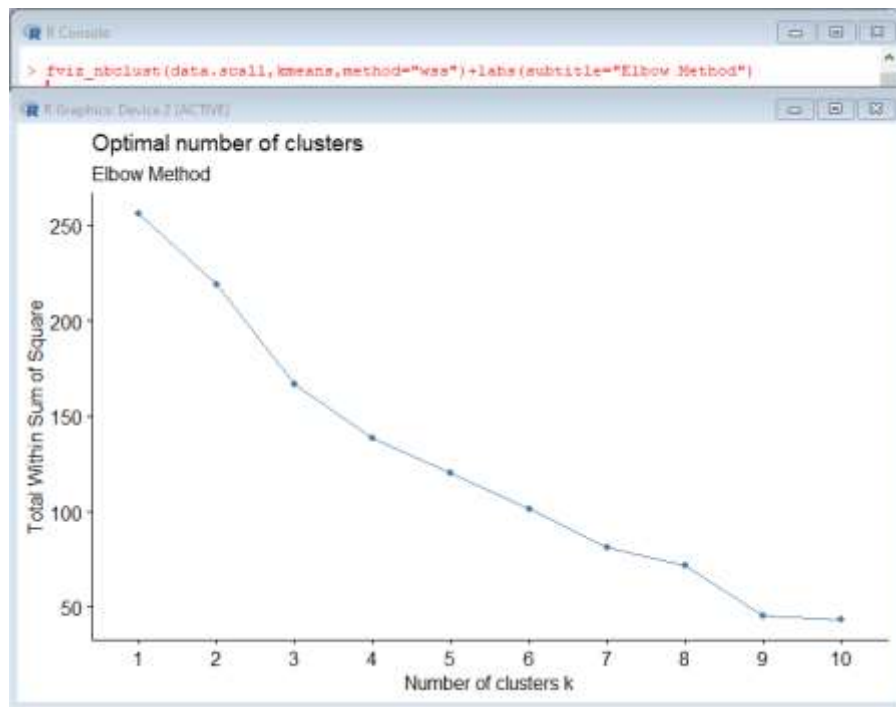 R Console
> fviz_nbclust(data.scall,kmeans,method="wss")+labs(subtitle="Elbow Method")
R Graphics: Device 2 (ACTIVE)
Optimal number of clusters
Elbow Method
Total Within Sum of Square
250
200
150
100
50
1 2 3 4 5 6 7 8 9 10
Number of clusters k